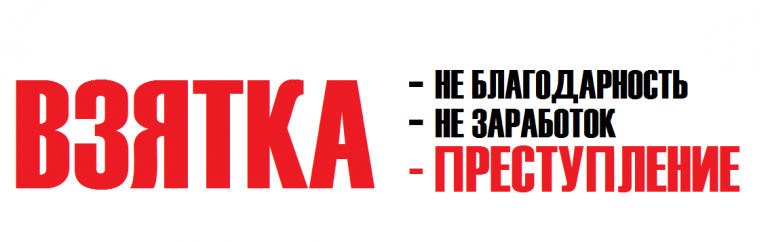 ВЗЯТКА
- НЕ БЛАГОДАРНОСТЬ
- НЕ ЗАРАБОТОК
- ПРЕСТУПЛЕНИЕ